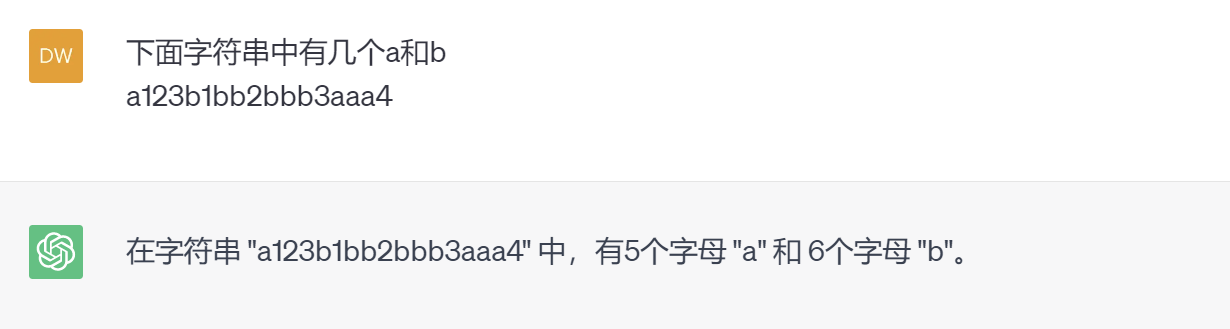 DW
下面字符串中有几个a和b
a123b1bb2bbb3aaa4
在字符串 "a123b1bb2bbb3aaa4" 中，有5个字母 "a" 和 6个字母 "b"。